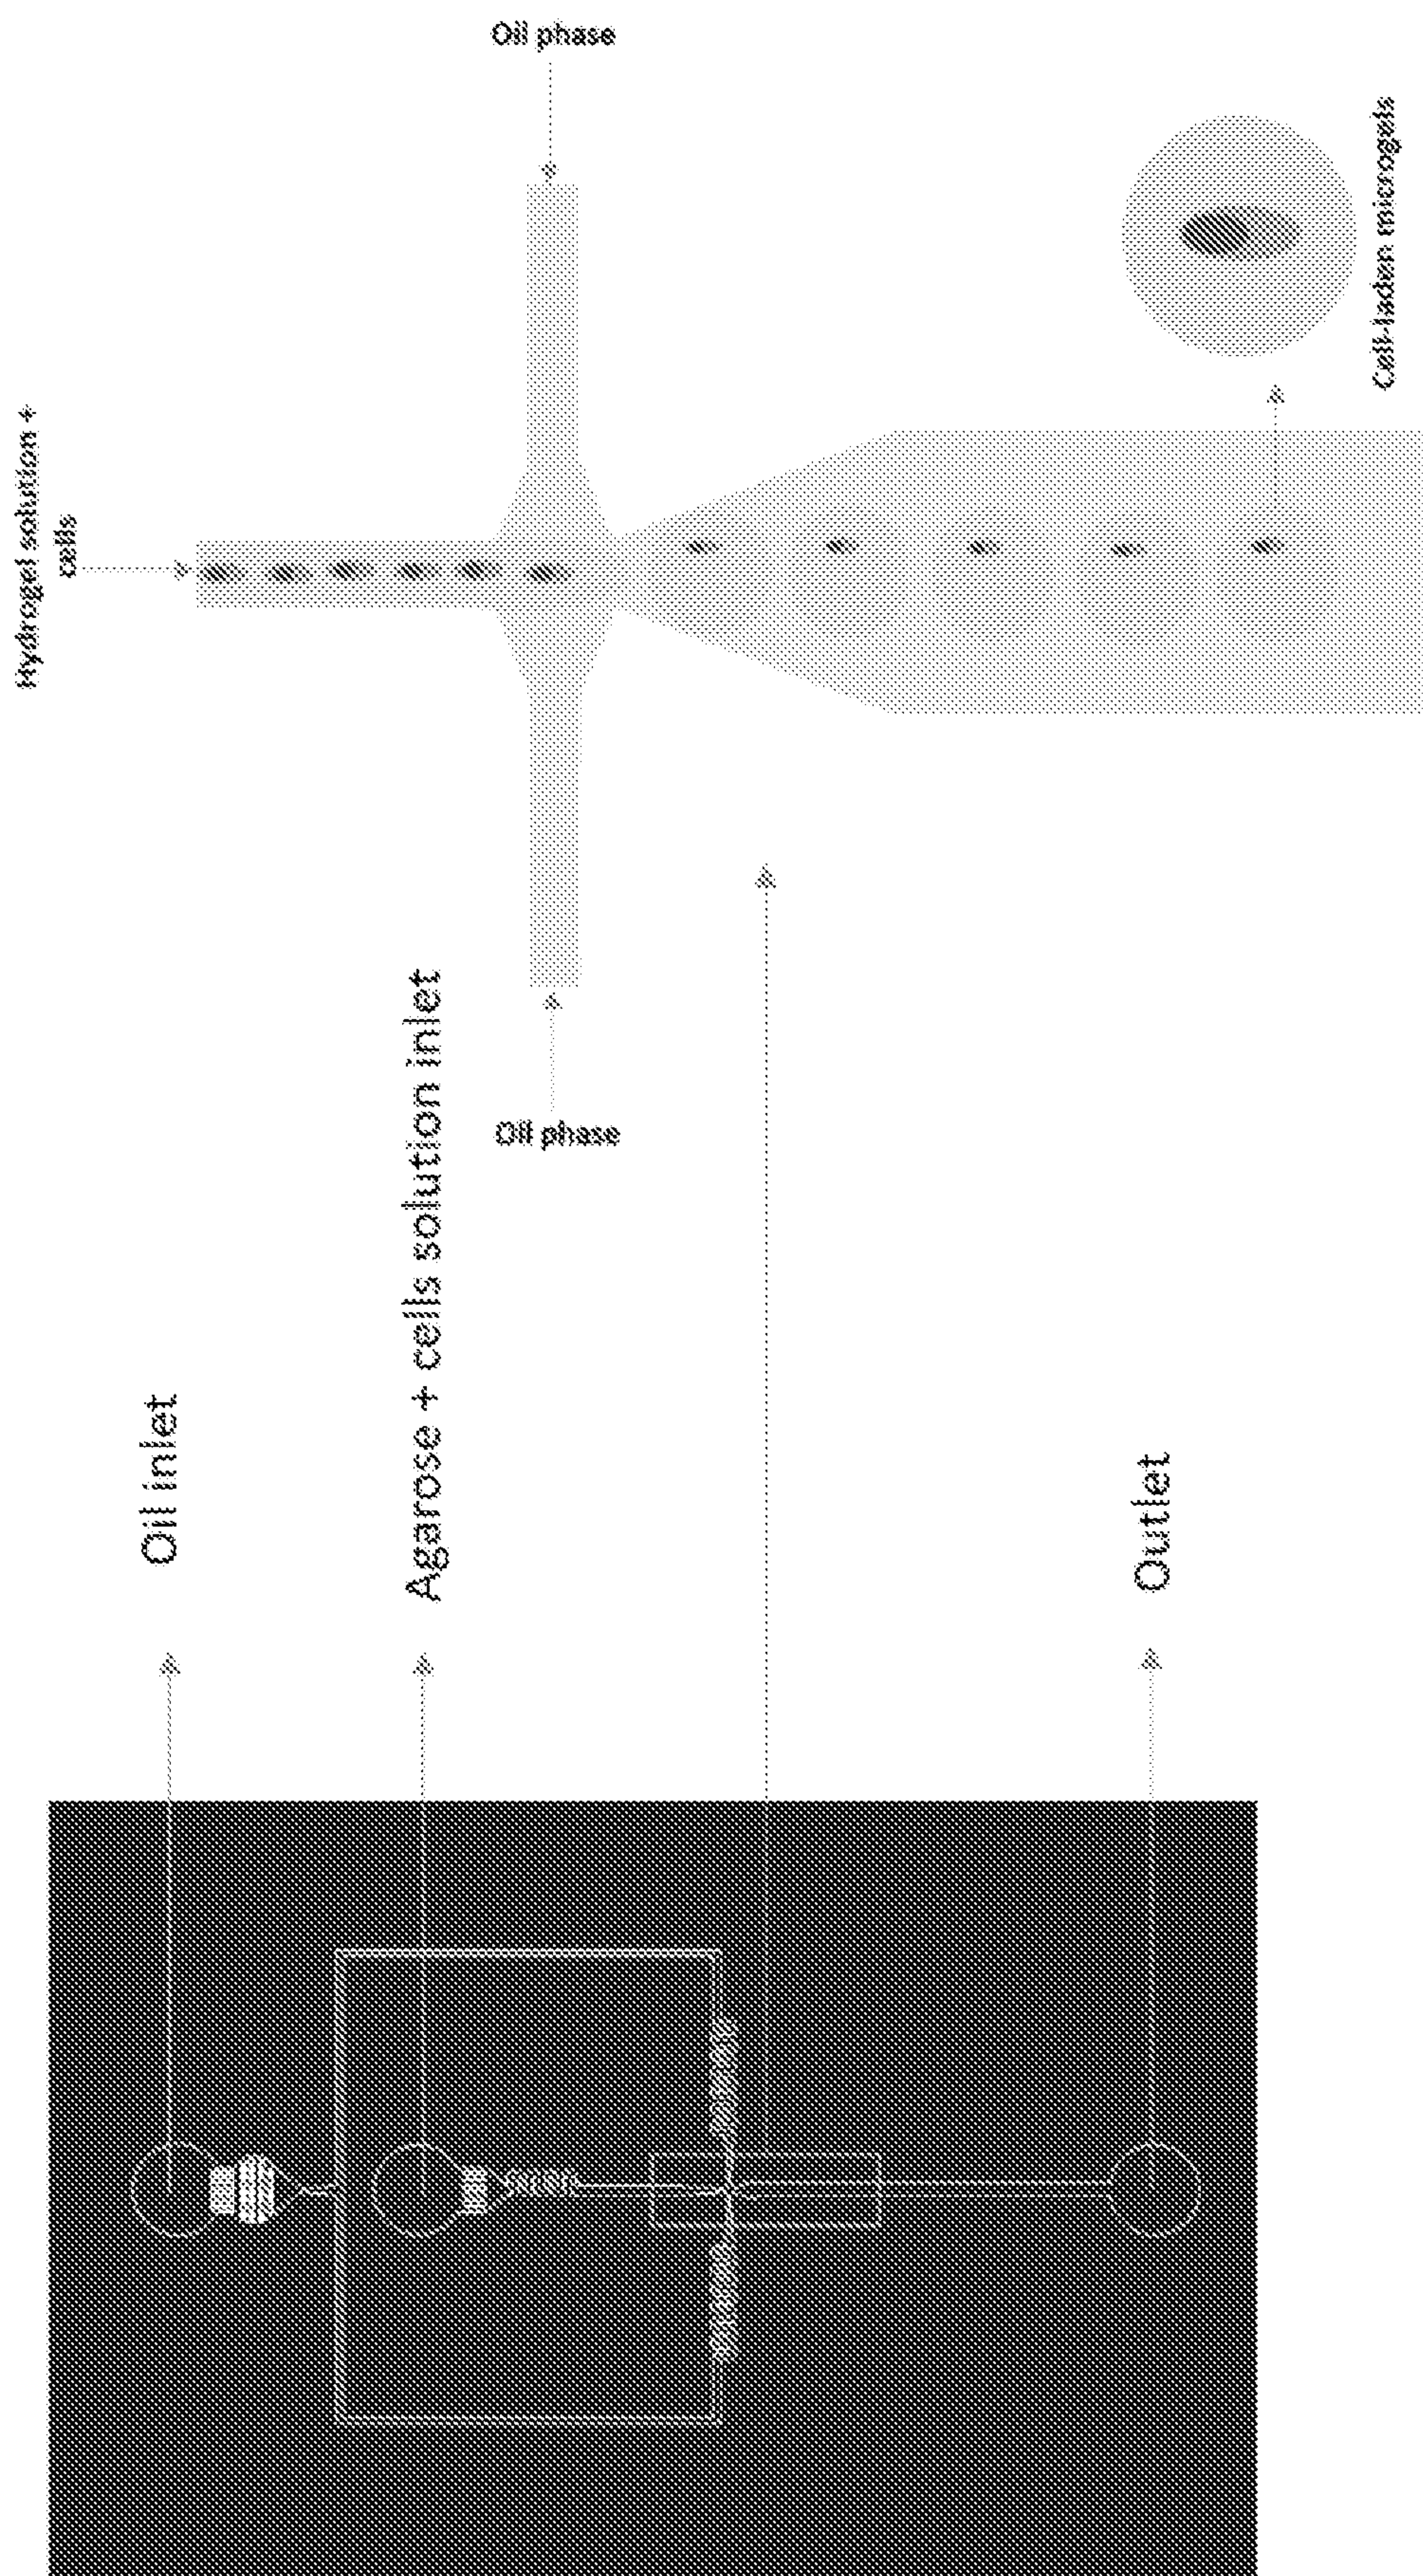 Oil phase
Hydrogel solution +
cells
Cell-laden microgels
Oil phase
Oil inlet
Agarose + cells solution inlet
Outlet